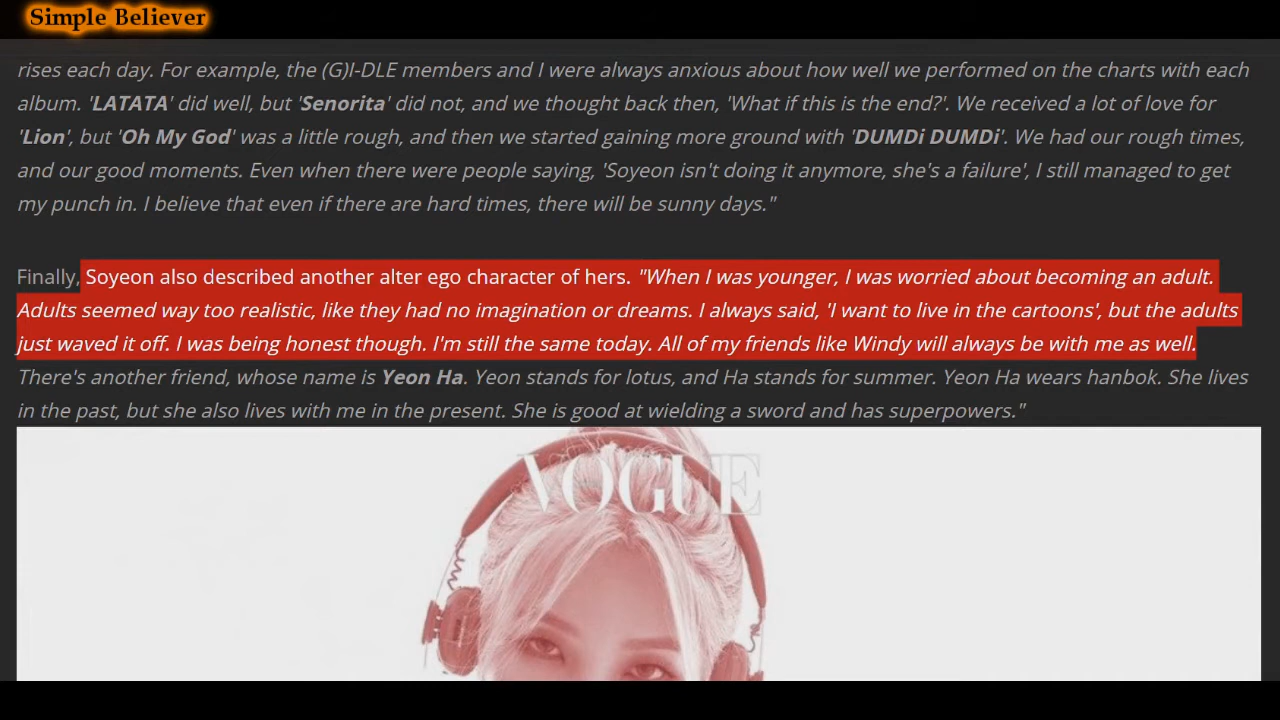 Simple Believer
rises each day. For example, the (G)I-DLE members and I were always anxious about how well we performed on the charts with each
album. 'LATATA' did well, but 'Senorita' did not, and we thought back then, 'What if this is the end?'. We received a lot of love for
'Lion', but 'Oh My God' was a little rough, and then we started gaining more ground with 'DUMDi DUMDi'. We had our rough times,
and our good moments. Even when there were people saying, 'Soyeon isn't doing it anymore, she's a failure', I still managed to get
my punch in. I believe that even if there are hard times, there will be sunny days."
Finally, Soyeon also described another alter ego character of hers. "When I was younger, I was worried about becoming an adult.
Adults seemed way too realistic, like they had no imagination or dreams. I always said, 'I want to live in the cartoons', but the adults
just waved it off. I was being honest though. I'm still the same today. All of my friends like Windy will always be with me as well.
There's another friend, whose name is Yeon Ha. Yeon stands for lotus, and Ha stands for summer. Yeon Ha wears hanbok. She lives
in the past, but she also lives with me in the present. She is good at wielding a sword and has superpowers."
VOGUE